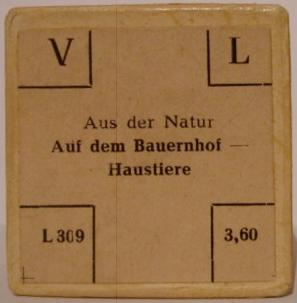 V L
Aus der Natur
Auf dem Bauernhof —
Haustiere
L 309 3,60